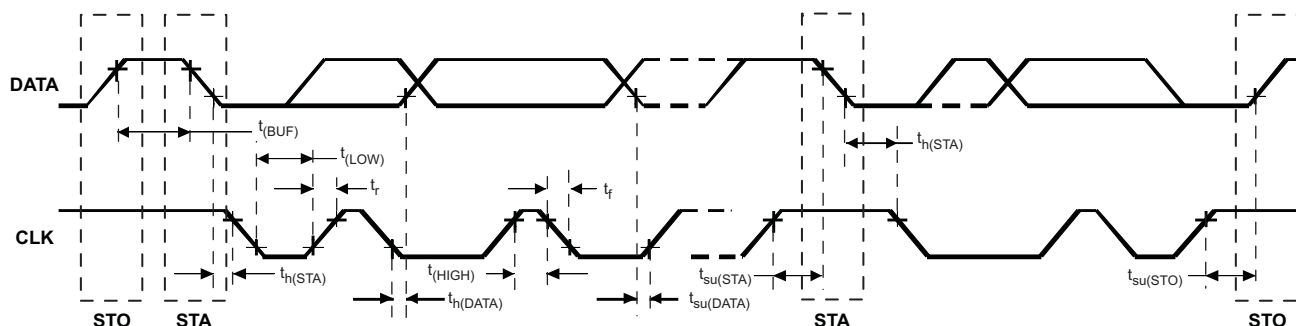 DATA
t(BUF)
t(LOW)
th(STA)
tr
tf
CLK
th(STA)
t(HIGH)
tsu(STA)
tsu(STO)
th(DATA)
tsu(DATA)
STO STA STA STO